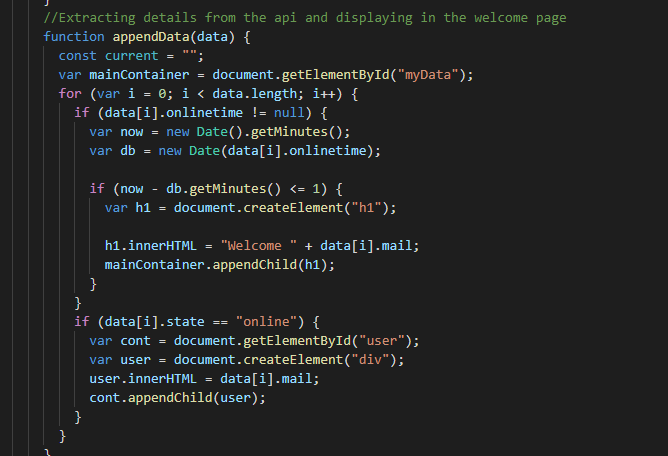 }
//Extracting details from the api and displaying in the welcome page
function appendData(data) {
const current = "";
var mainContainer = document.getElementById("myData");
for (var i = 0; i < data.length; i++) {
if (data[i].onlinetime != null) {
var now = new Date().getMinutes();
var db = new Date(data[i].onlinetime);
if (now - db.getMinutes() <= 1) {
var h1 = document.createElement("h1");
h1.innerHTML = "Welcome " + data[i].mail;
mainContainer.appendChild(h1);
}
}
if (data[i].state == "online") {
var cont = document.getElementById("user");
var user = document.createElement("div");
user.innerHTML = data[i].mail;
cont.appendChild(user);
}
}
}